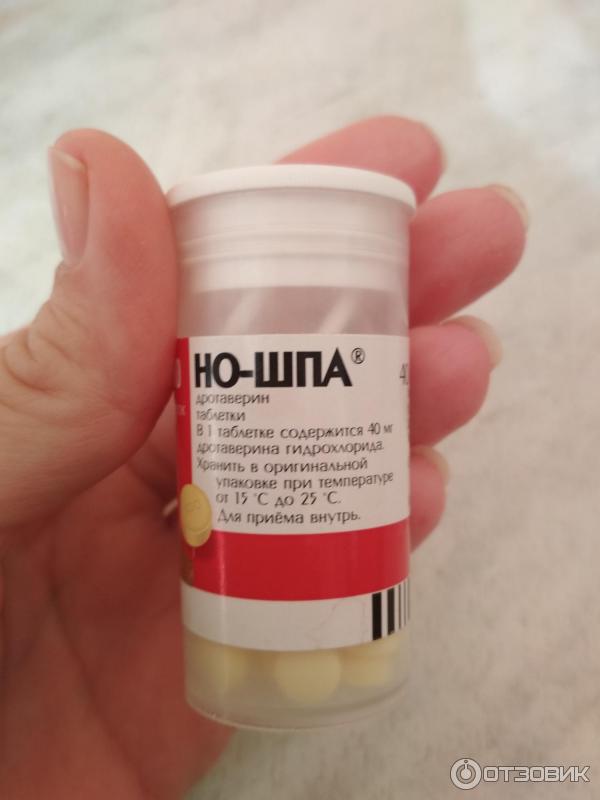 НО-ШПА®
дротаверин
таблетки
В 1 таблетке содержится 40 мг
дротаверина гидрохлорида.
Хранить в оригинальной
упаковке при температуре
от 15 °С до 25 °С.
Для приёма внутрь.
ОТЗОВИК